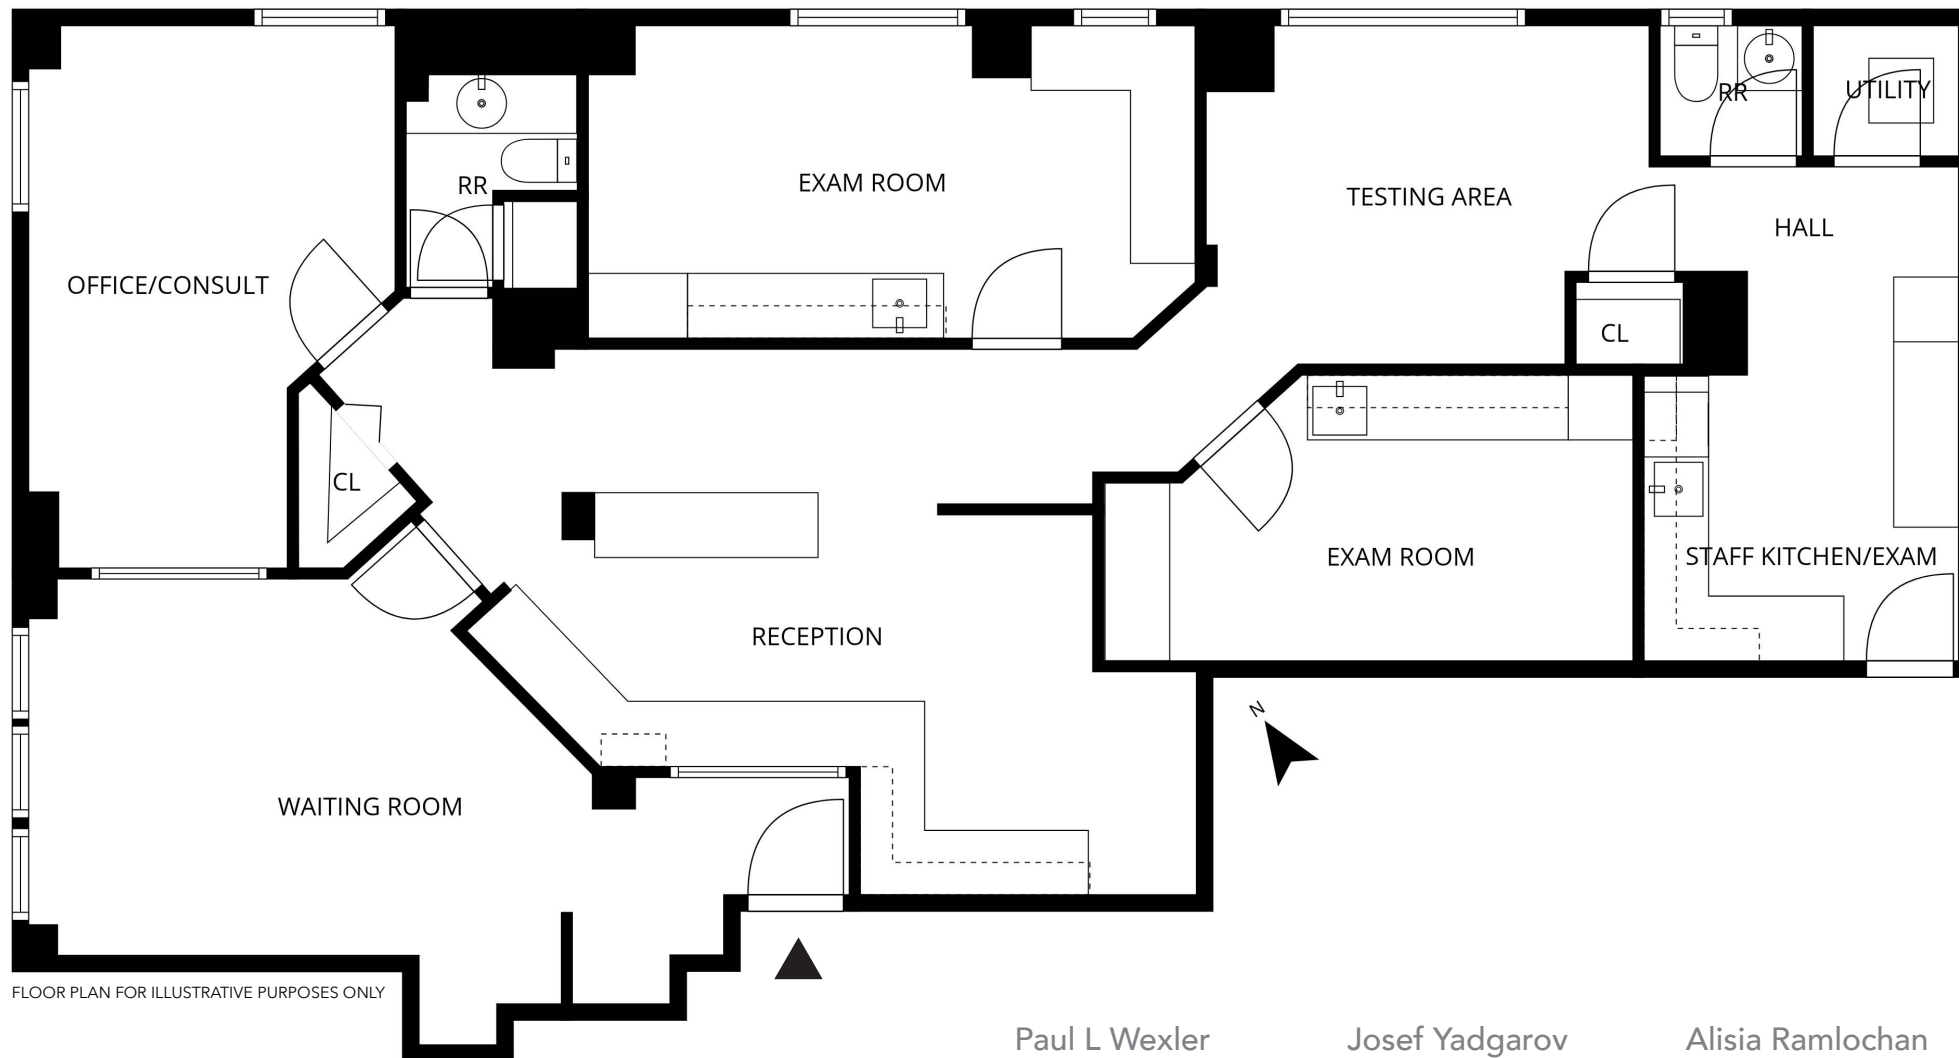 RR
UTILITY
EXAM ROOM
RR
TESTING AREA
HALL
OFFICE/CONSULT
CL
CL
EXAM ROOM
STAFF KITCHEN/EXAM
RECEPTION
N
WAITING ROOM
FLOOR PLAN FOR ILLUSTRATIVE PURPOSES ONLY
Paul L Wexler
Josef Yadgarov
Alisia Ramlochan